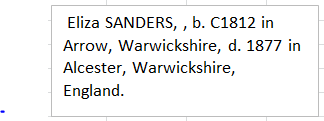 Eliza SANDERS, , b. C1812 in
Arrow, Warwickshire, d. 1877 in
Alcester, Warwickshire,
England.